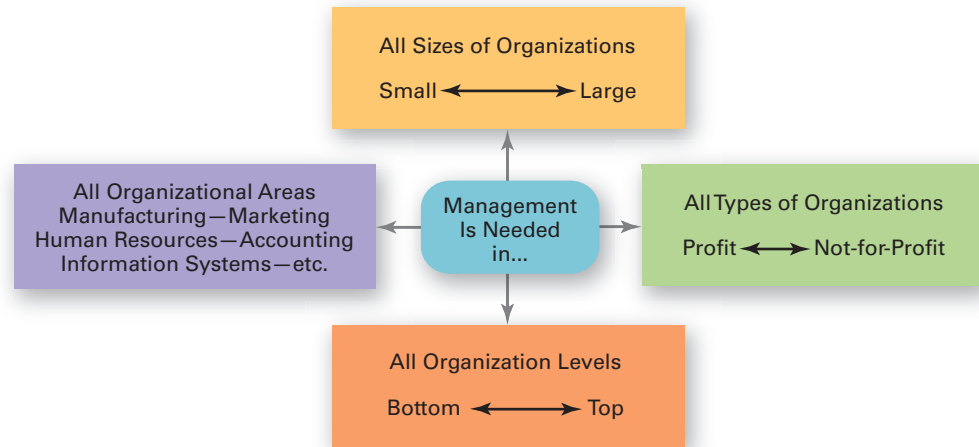 All Sizes of Organizations
Small Large
All Organizational Areas
Manufacturing—Marketing
Human Resources—Accounting
Information Systems—etc.
Management
Is Needed
in...
All Types of Organizations
Profit Not-for-Profit
All Organization Levels
Bottom Top